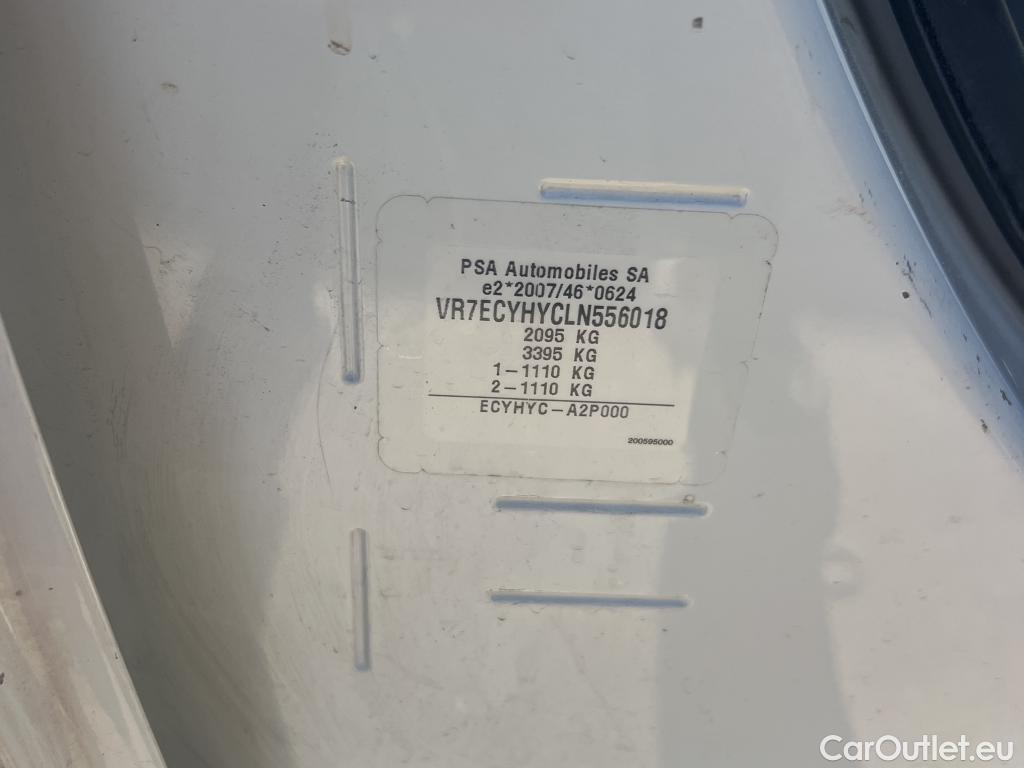 PSA Automobiles SA
e2*2007/46*0624
VR7ECYHYCLN556018
2095 KG
3395 KG
1-1110 KG
2-1110 KG
ECYHYC-A2P000
200595000
CarOutlet.eu